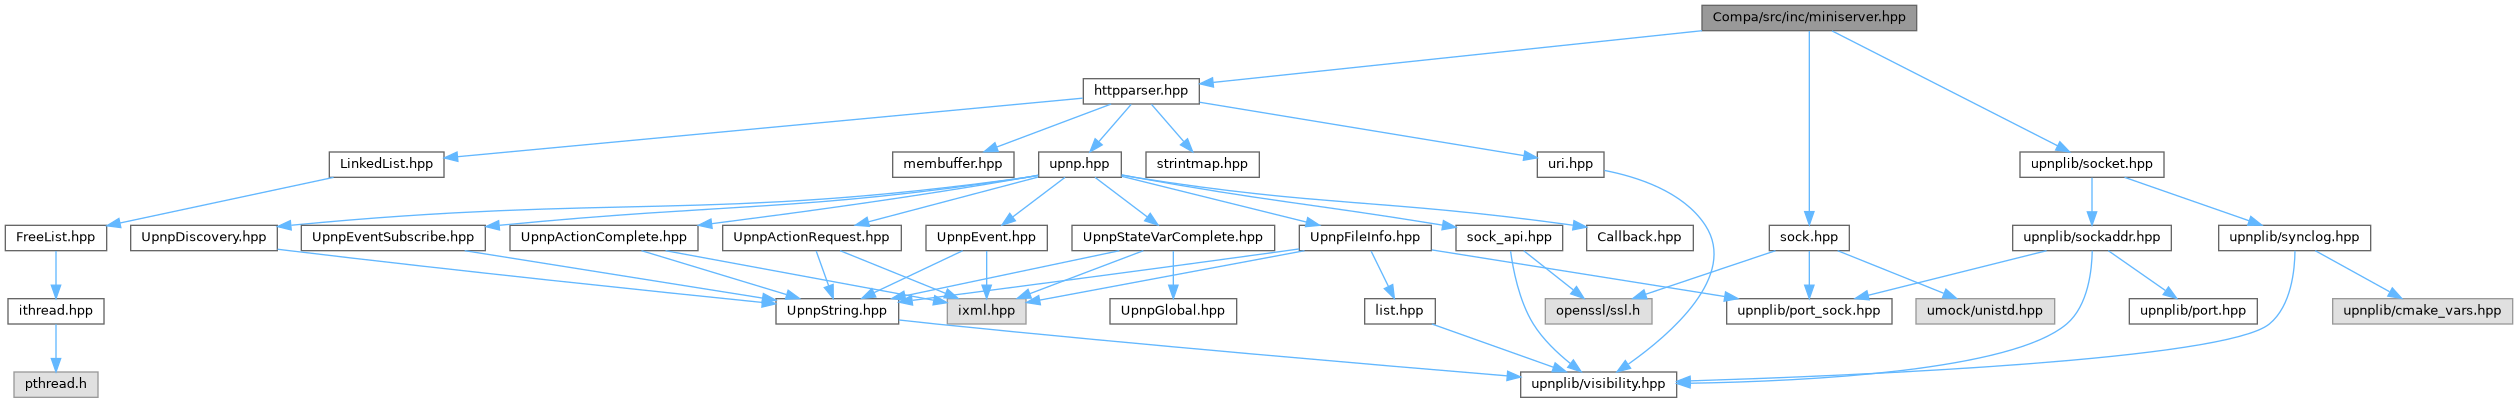 Compa/src/inc/miniserver.hpp
httpparser.hpp
LinkedList.hpp
membuffer.hpp
upnp.hpp
strintmap.hpp
uri.hpp
upnplib/socket.hpp
FreeList.hpp
UpnpDiscovery.hpp
UpnpEventSubscribe.hpp
UpnpActionComplete.hpp
UpnpActionRequest.hpp
UpnpEvent.hpp
UpnpStateVarComplete.hpp
UpnpFileInfo.hpp
sock_api.hpp
Callback.hpp
sock.hpp
upnplib/sockaddr.hpp
upnplib/synclog.hpp
ithread.hpp
UpnpString.hpp
ixml.hpp
UpnpGlobal.hpp
list.hpp
openssl/ssl.h
upnplib/port_sock.hpp
umock/unistd.hpp
upnplib/port.hpp
upnplib/cmake_vars.hpp
pthread.h
upnplib/visibility.hpp